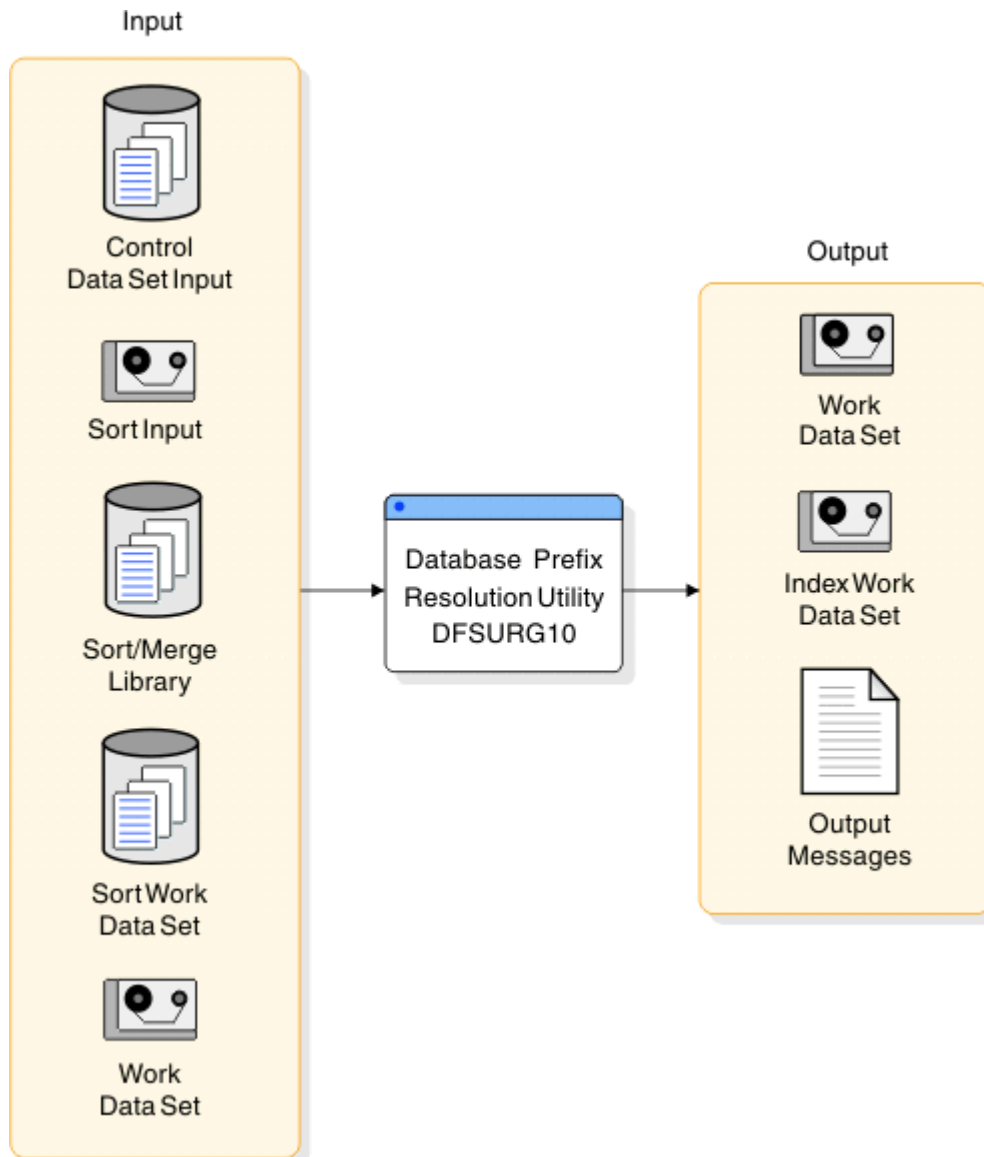 Input
Control
Data Set Input
Sort Input
Sort/Merge
Library
Sort Work
Data Set
Work
Data Set
Database Prefix
Resolution Utility
DFSURG10
Output
Work
Data Set
Index Work
Data Set
Output
Messages